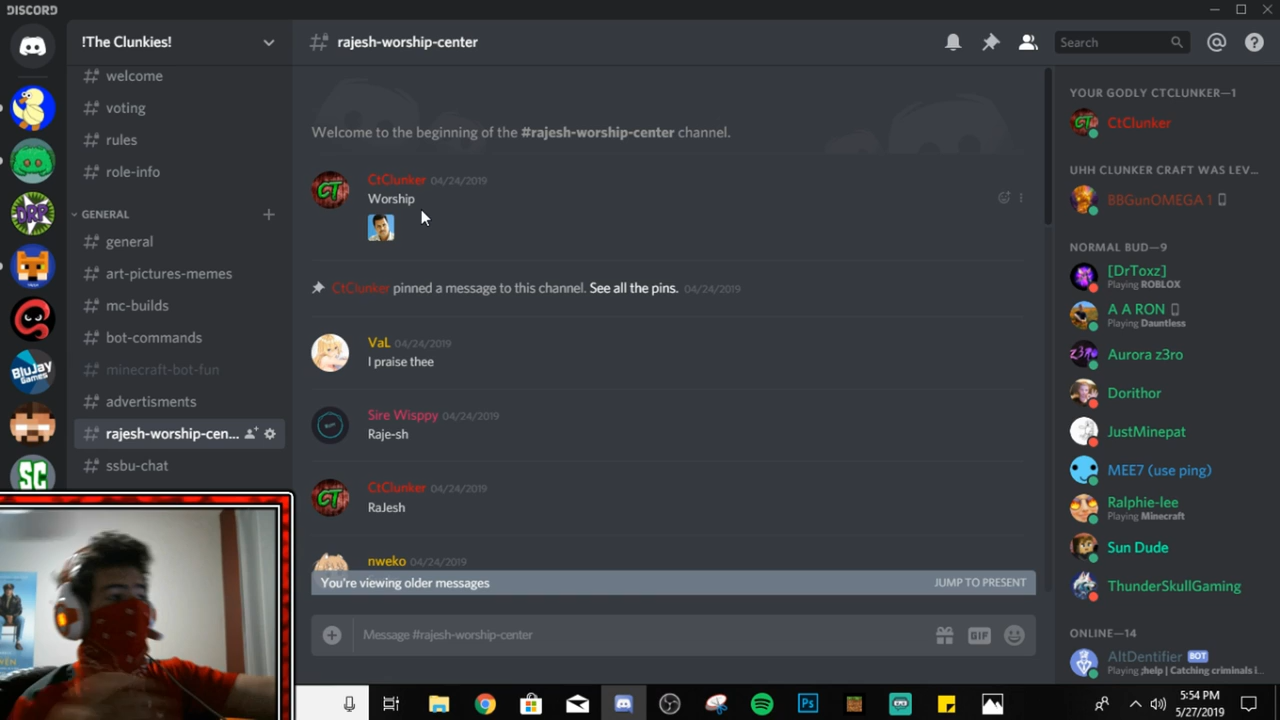 DISCORD
!The Clunkies!
welcome
voting
rules
role-info
GENERAL
general
art-pictures-memes
mc-builds
bot-commands
minecraft-bot-fun
advertisments
rajesh-worship-cen...
ssbu-chat
DRP
BLUJAY
GAMES
SC
rajesh-worship-center
Search
Welcome to the beginning of the #rajesh-worship-center channel.
CtClunker 04/24/2019
Worship
CtClunker pinned a message to this channel. See all the pins. 04/24/2019
VaL 04/24/2019
I praise thee
Sire Wisppy 04/24/2019
Raje-sh
CtClunker 04/24/2019
RaJesh
nweko 04/24/2019
You're viewing older messages JUMP TO PRESENT
Message #rajesh-worship-center
GIF
YOUR GODLY CTCLUNKER—1
CtClunker
UHH CLUNKER CRAFT WAS LEV...
BBGunOMEGA 1
NORMAL BUD—9
[DrToxz]
Playing ROBLOX
A A RON
Playing Dauntless
Aurora z3ro
Dorithor
JustMinepat
MEE7 (use ping)
Ralphie-lee
Playing Minecraft
Sun Dude
ThunderSkullGaming
ONLINE—14
AltDentifier BOT
Playing ;help | Catching criminals i...
Ps
5:54 PM
5/27/2019